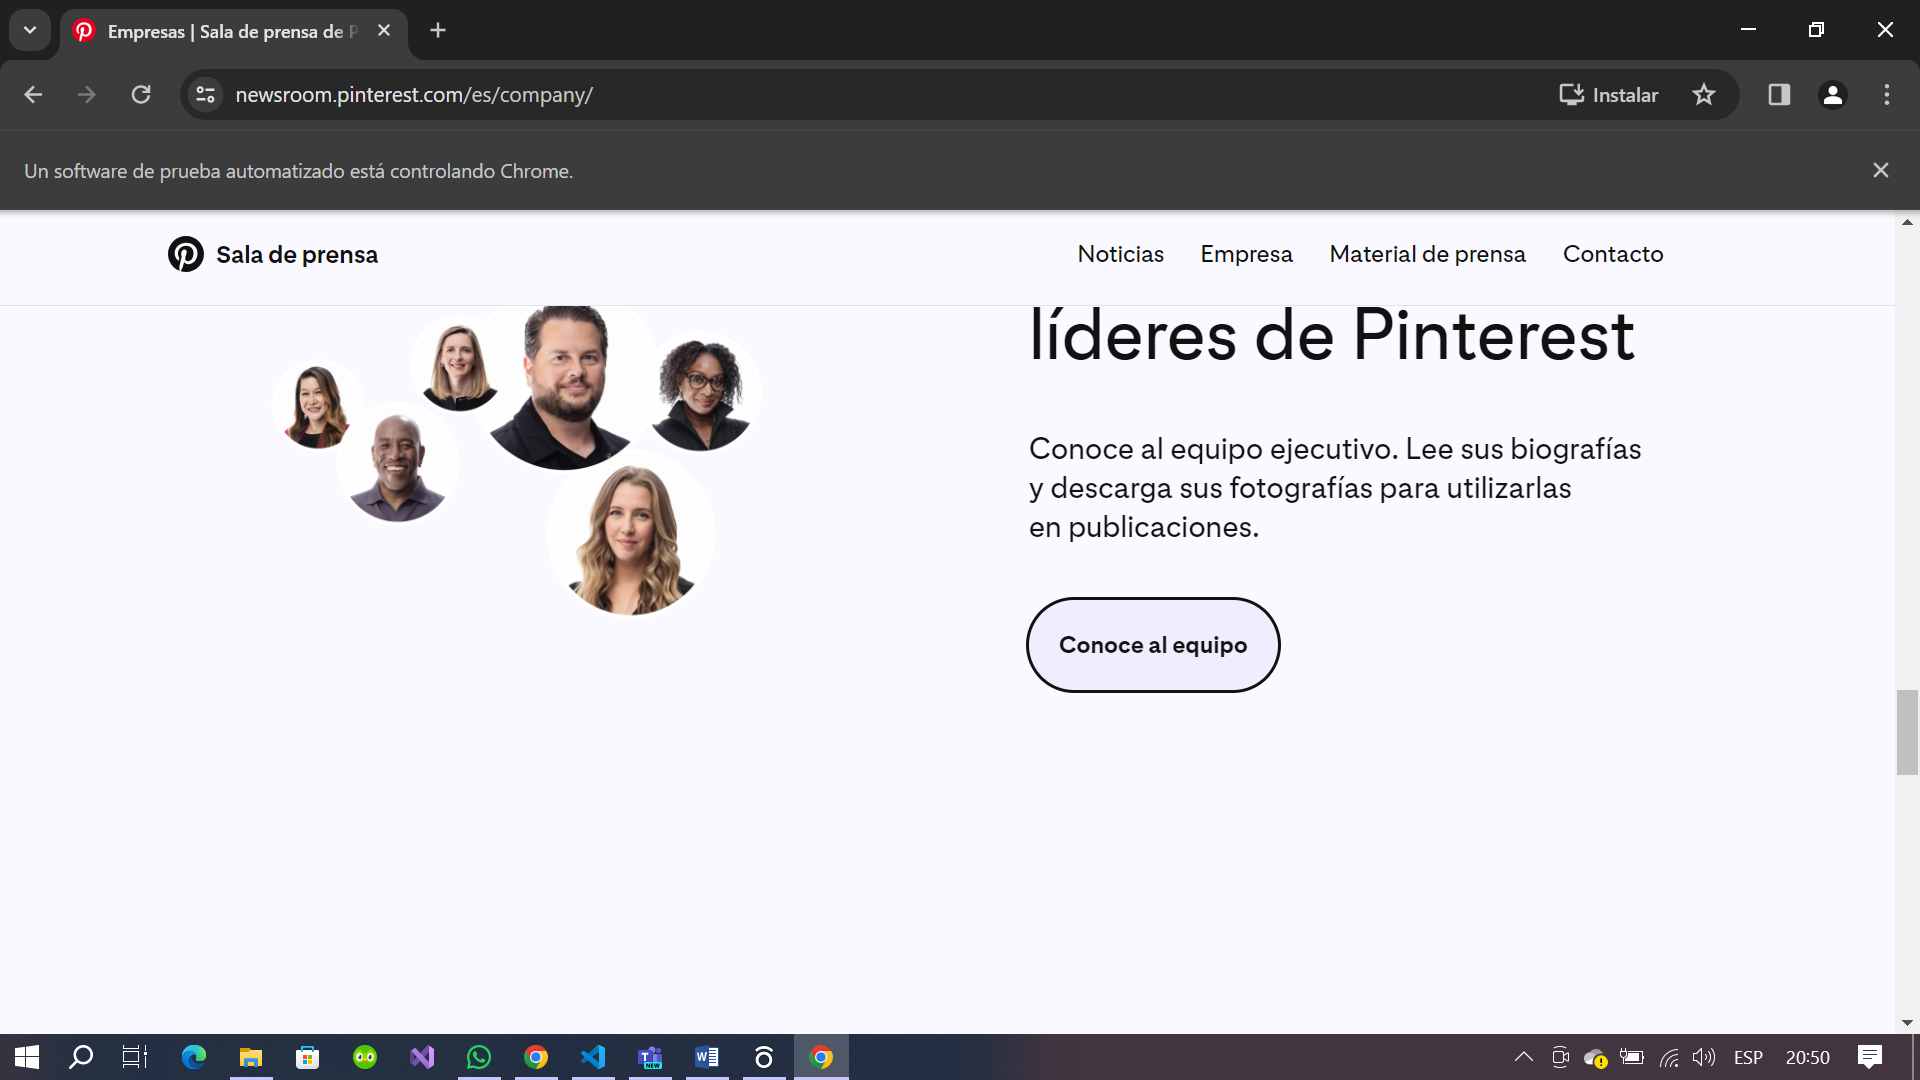 Empresas | Sala de prensa de P
newsroom.pinterest.com/es/company/
Instalar
Un software de prueba automatizado está controlando Chrome.
Sala de prensa
Noticias
Empresa
Material de prensa
Contacto
líderes de Pinterest
Conoce al equipo ejecutivo. Lee sus biografías
y descarga sus fotografías para utilizarlas
en publicaciones.
Conoce al equipo
NEW
ESP
20:50